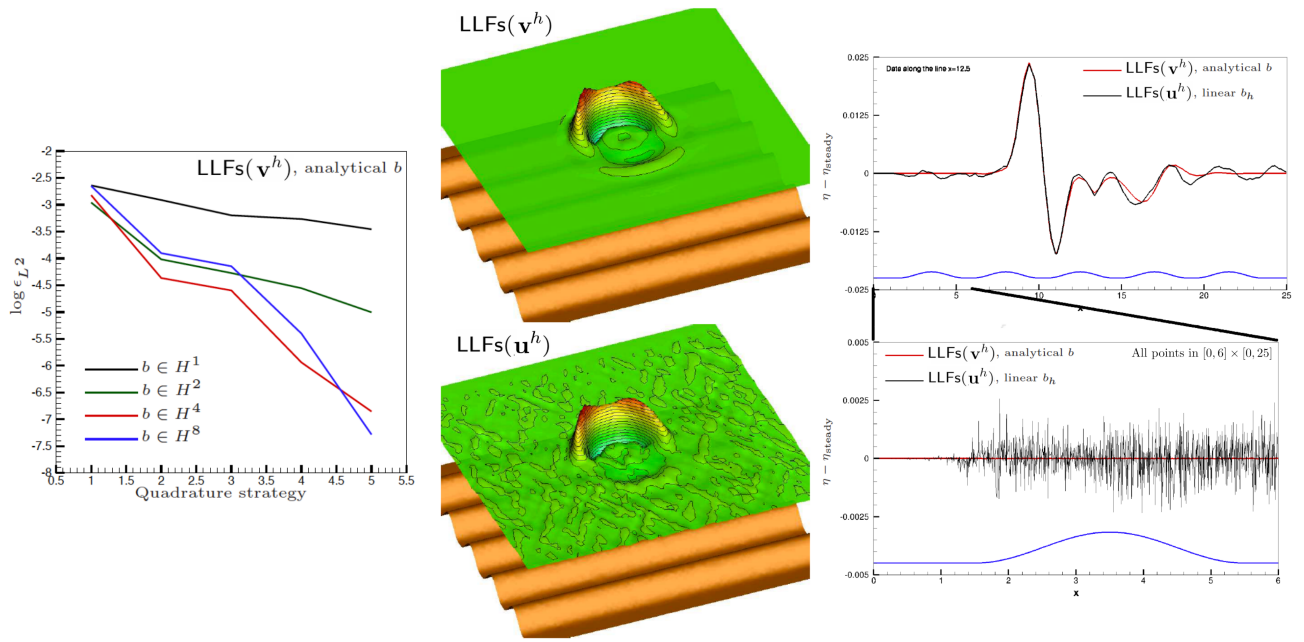 LLFs(v^h), analytical b
-2
-2.5
-3
-3.5
-4
-4.5
-5
-5.5
-6
-6.5
-7
-7.5
-8
log ϵ_L2
b ∈ H^1
b ∈ H^2
b ∈ H^4
b ∈ H^8
0.5 1 1.5 2 2.5 3 3.5 4 4.5 5 5.5
Quadrature strategy
LLFs(v^h)
LLFs(u^h)
0.025
0.0125
0
-0.0125
-0.025
η − η_steady
Data along the line x=12.5
LLFs(v^h), analytical b
LLFs(u^h), linear b_h
5 10 15 20 25
x
0.005
0.0025
0
-0.0025
-0.005
η − η_steady
LLFs(v^h), analytical b
LLFs(u^h), linear b_h
All points in [0, 6] × [0, 25]
0 1 2 3 4 5 6
x